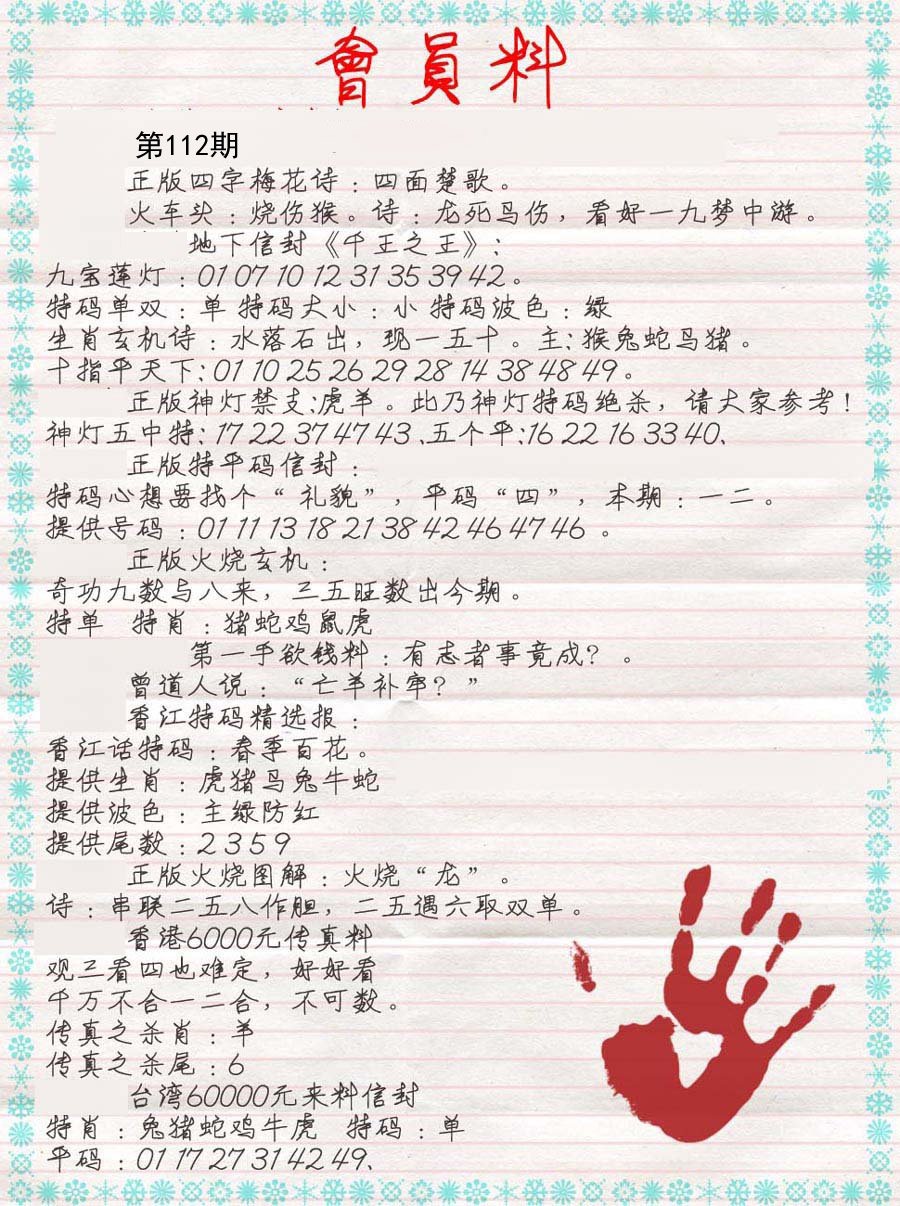 會員料
第112期
正版四字梅花诗：四面楚歌。
火车头：烧伤猴。诗：龙死鸟伤，看好一九梦中游。
地下信封《千王之王》：
九宝莲灯：01 07 10 12 31 35 39 42。
特码单双：单 特码大小：小 特码波色：绿
生肖玄机诗：水落石出，现一五十。主：猴兔蛇马猪。
十指平天下：01 10 25 26 29 28 14 38 48 49。
正版神灯禁支：虎羊。此乃神灯特码绝杀，请大家参考！
神灯五中特：17 22 37 47 43、五个平：16 22 16 33 40、
正版特平码信封：
特码心想要找个“礼貌”，平码“四”，本期：一二。
提供号码：01 11 13 18 21 38 42 46 47 46 。
正版火烧玄机：
奇功九数与八来，三五旺数出今期。
特单 特肖：猪蛇鸡鼠虎
第一手欲钱料：有志者事竟成？。
曾道人说：“亡羊补牢？”
香江特码精选报：
香江话特码：春季百花。
提供生肖：虎猪马兔牛蛇
提供波色：主绿防红
提供尾数：2 3 5 9
正版火烧图解：火烧“龙”。
诗：串联二五八作胆，二五遇六取双单。
香港6000元传真料
观三看四也难定，好好看
千万不合一二合，不可数。
传真之杀肖：羊
传真之杀尾：6
台湾60000元来料信封
特肖：兔猪蛇鸡牛虎 特码：单
平码：01 17 27 31 42 49、